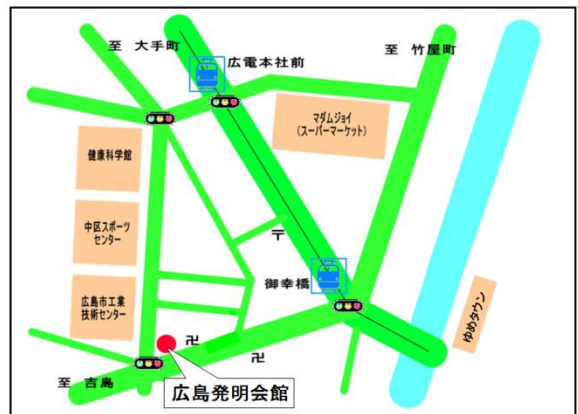 至 大手町
広電本社前
至 竹屋町
マダムジョイ
(スーパーマーケット)
健康科学館
中区スポーツ
センター
〒
御幸橋
広島市工業
技術センター
ゆめタウン
卍
卍
至 吉島
広島発明会館